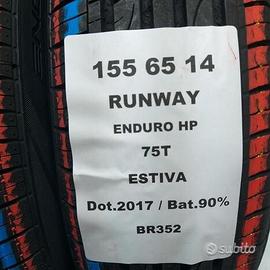 155 65 14
RUNWAY
ENDURO HP
75T
ESTIVA
Dot.2017 / Bat.90%
BR352
subito